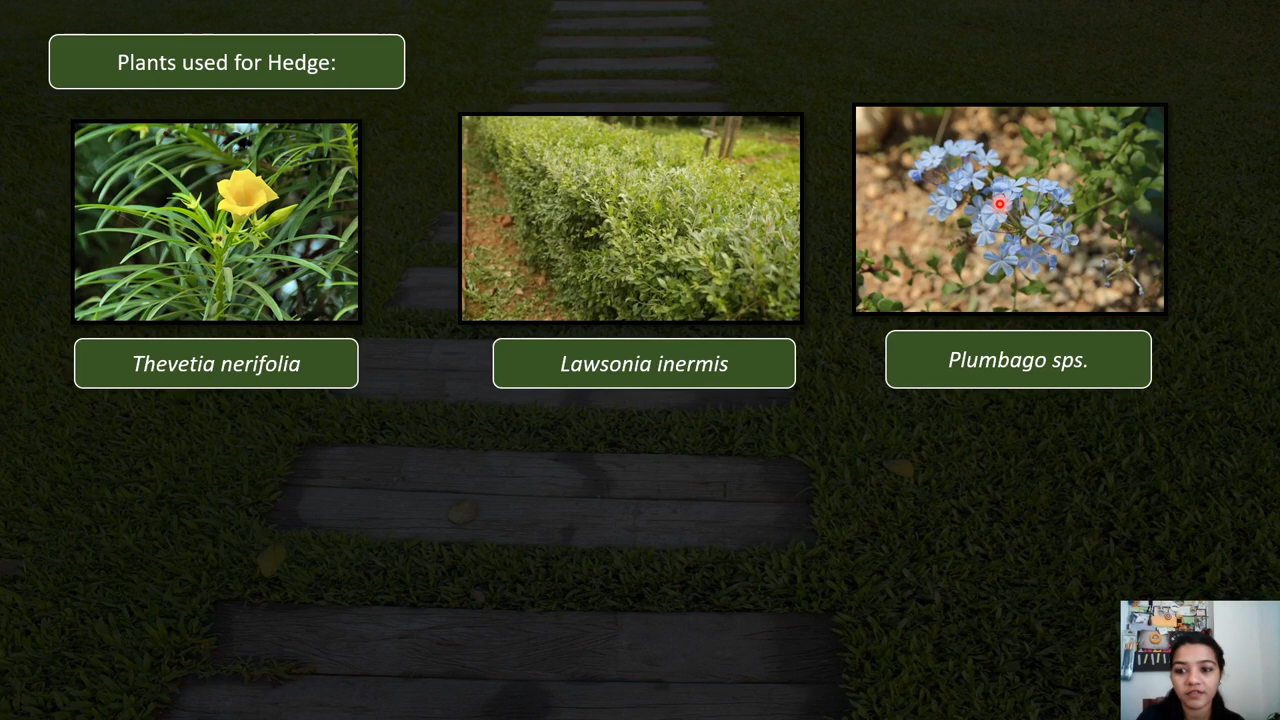 Plants used for Hedge:
Thevetia nerifolia
Lawsonia inermis
Plumbago sps.